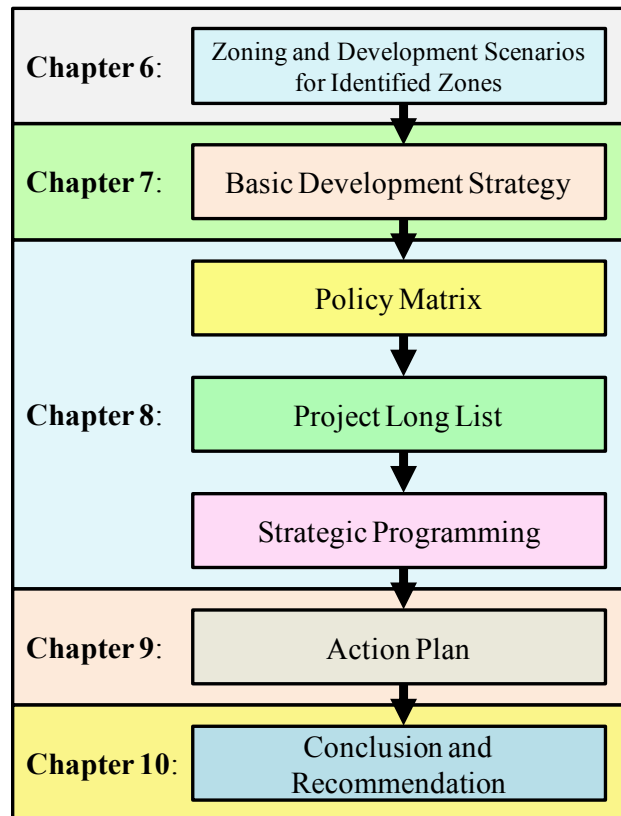 Chapter 6:
Zoning and Development Scenarios
for Identified Zones
Chapter 7:
Basic Development Strategy
Chapter 8:
Policy Matrix
Project Long List
Strategic Programming
Chapter 9:
Action Plan
Chapter 10:
Conclusion and
Recommendation